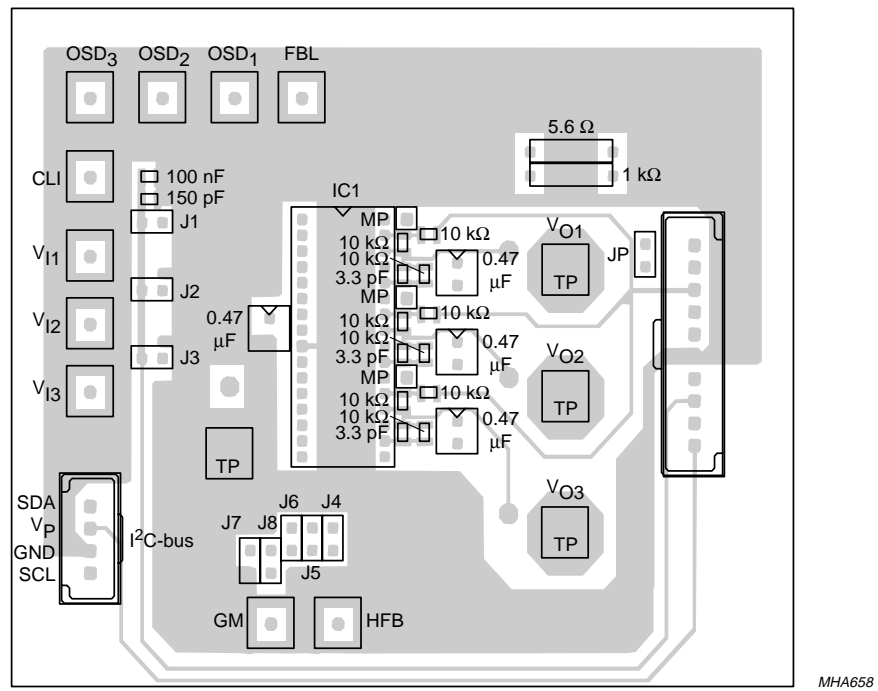 OSD3 OSD2 OSD1 FBL
5.6 Ω
1 kΩ
CLI
100 nF
150 pF
J1
IC1
MP
10 kΩ
10 kΩ
10 kΩ
3.3 pF
0.47
μF
VO1
TP
JP
VI1
J2
MP
10 kΩ
10 kΩ
10 kΩ
3.3 pF
0.47
μF
0.47
μF
VI2
VO2
TP
J3
MP
10 kΩ
10 kΩ
10 kΩ
3.3 pF
0.47
μF
VI3
TP
VO3
TP
SDA
VP
GND
SCL
I2C-bus
J7 J8 J6 J4
J5
GM
HFB
MHA658